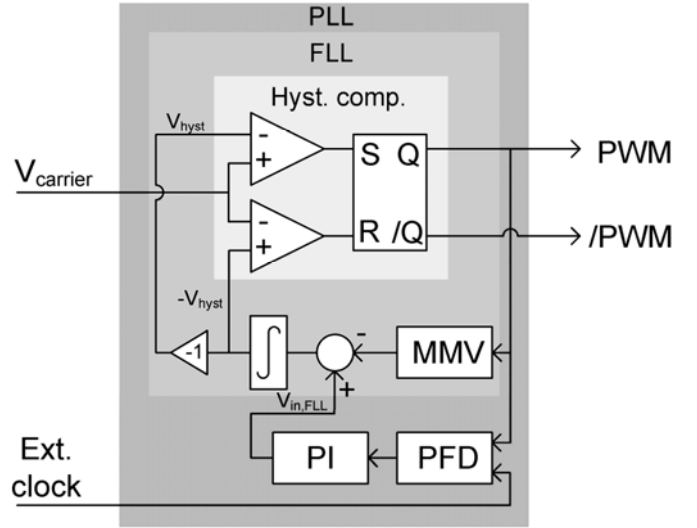 PLL
FLL
Hyst. comp.
Vhyst
-
+
S Q
PWM
Vcarrier
-
+
R /Q
/PWM
-Vhyst
-1
∫
-
+
MMV
Vin,FLL
Ext.
clock
PI
PFD